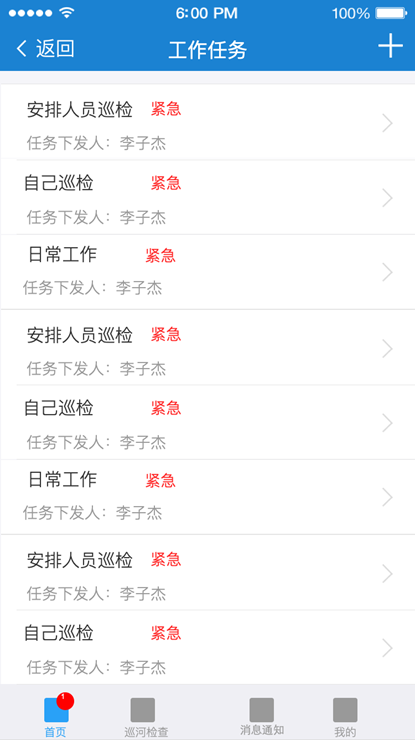 6:00 PM 100%
返回 工作任务
安排人员巡检 紧急
任务下发人：李子杰
自己巡检 紧急
任务下发人：李子杰
日常工作 紧急
任务下发人：李子杰
安排人员巡检 紧急
任务下发人：李子杰
自己巡检 紧急
任务下发人：李子杰
日常工作 紧急
任务下发人：李子杰
安排人员巡检 紧急
任务下发人：李子杰
自己巡检 紧急
任务下发人：李子杰
1
首页 巡河检查 消息通知 我的